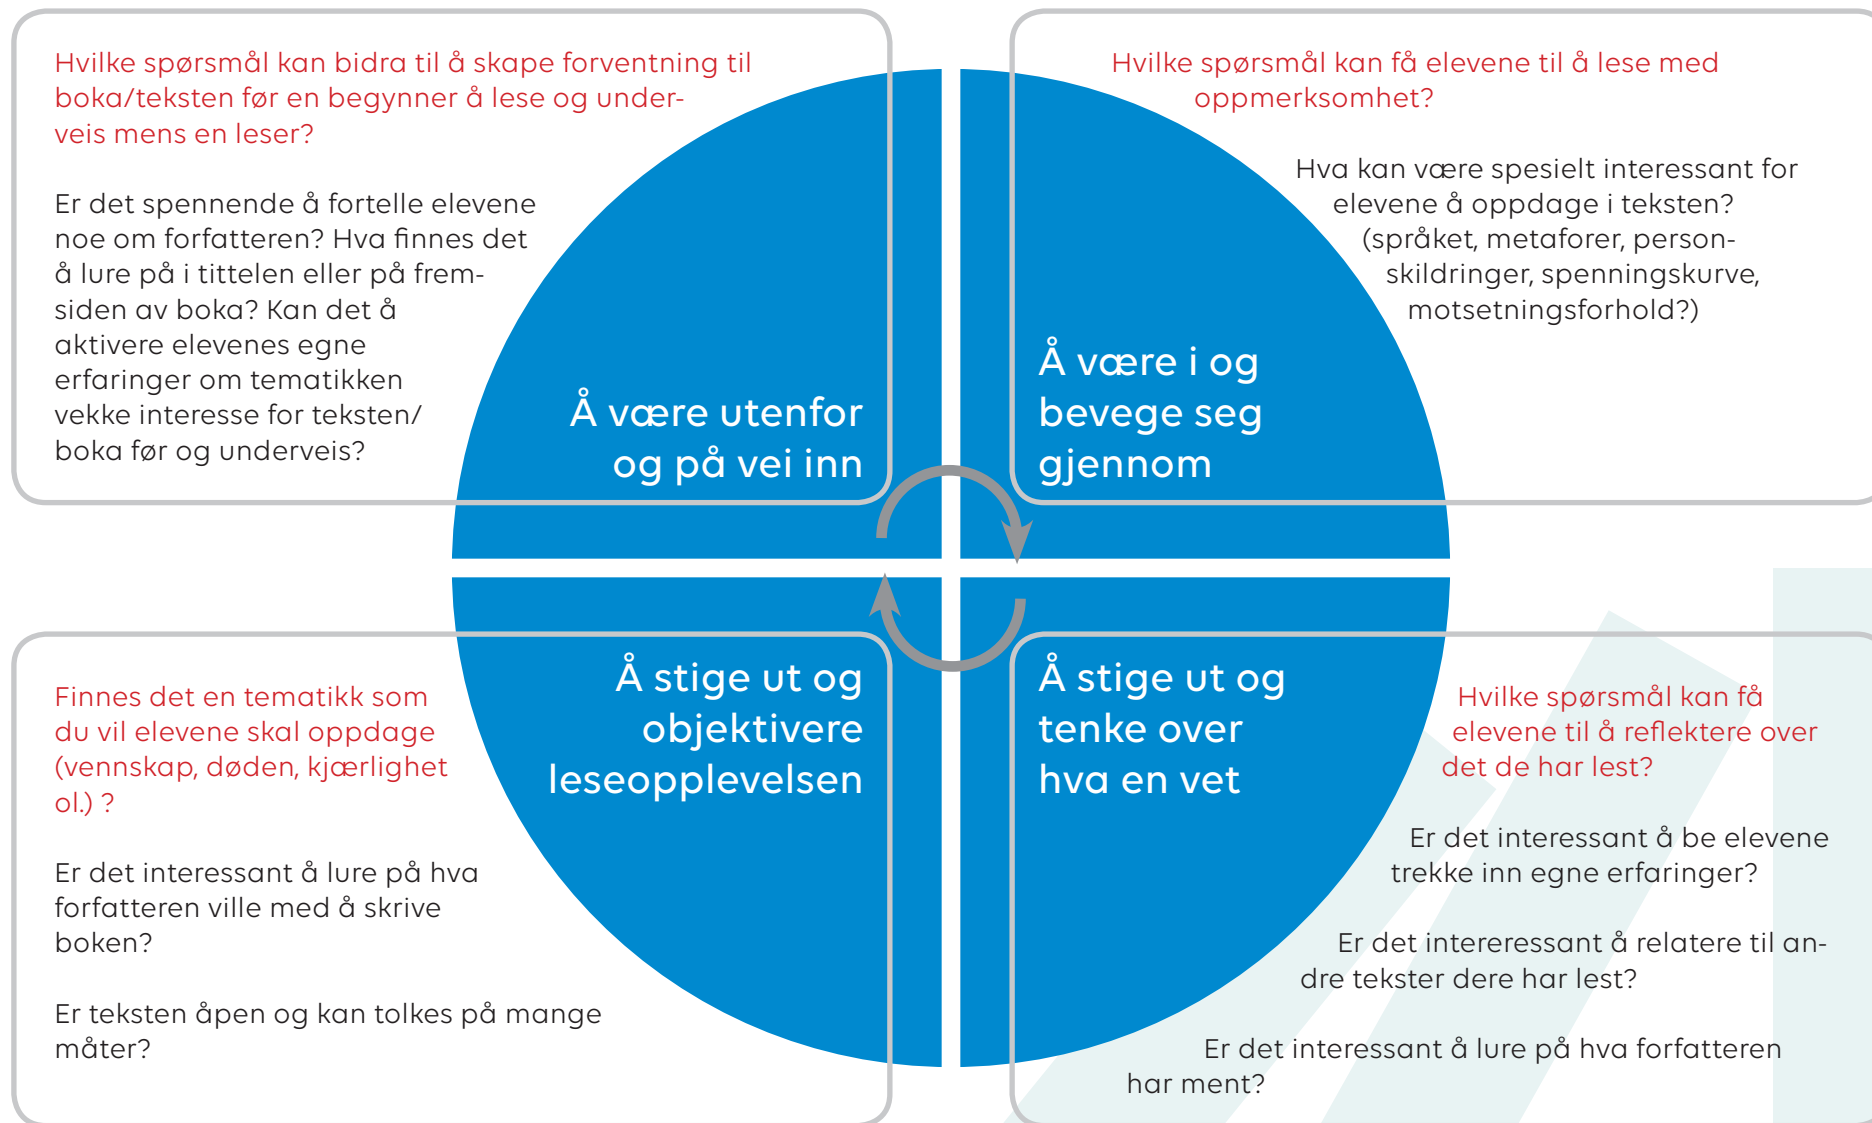 Hvilke spørsmål kan bidra til å skape forventning til
boka/teksten før en begynner å lese og under-
veis mens en leser?
Er det spennende å fortelle elevene
noe om forfatteren? Hva finnes det
å lure på i tittelen eller på frem-
siden av boka? Kan det å
aktivere elevenes egne
erfaringer om tematikken
vekke interesse for teksten/
boka før og underveis?
Å være utenfor
og på vei inn
Hvilke spørsmål kan få elevene til å lese med
oppmerksomhet?
Hva kan være spesielt interessant for
elevene å oppdage i teksten?
(språket, metaforer, person-
skildringer, spenningskurve,
motsetningsforhold?)
Å være i og
bevege seg
gjennom
Finnes det en tematikk som
du vil elevene skal oppdage
(vennskap, døden, kjærlighet
ol.) ?
Er det interessant å lure på hva
forfatteren ville med å skrive
boken?
Er teksten åpen og kan tolkes på mange
måter?
Å stige ut og
objektivere
leseopplevelsen
Å stige ut og
tenke over
hva en vet
Hvilke spørsmål kan få
elevene til å reflektere over
det de har lest?
Er det interessant å be elevene
trekke inn egne erfaringer?
Er det intereressant å relatere til an-
dre tekster dere har lest?
Er det interessant å lure på hva forfatteren
har ment?